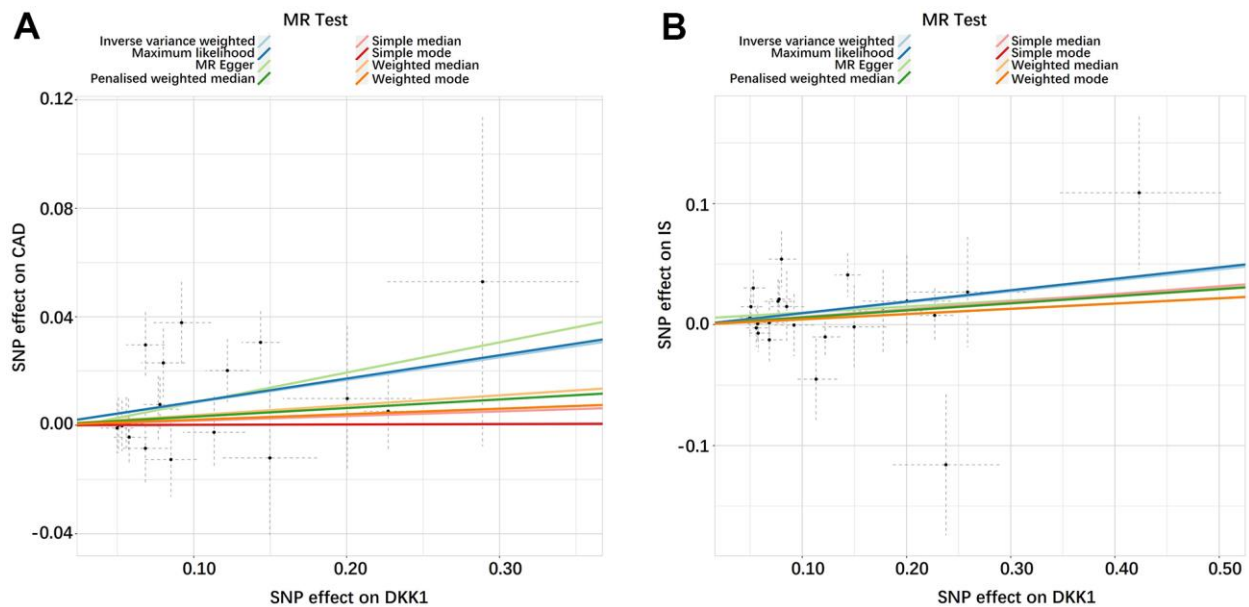 A
MR Test
Inverse variance weighted
Maximum likelihood
MR Egger
Penalised weighted median
Simple median
Simple mode
Weighted median
Weighted mode
SNP effect on CAD
0.12
0.08
0.04
0.00
-0.04
0.10
0.20
0.30
SNP effect on DKK1
B
MR Test
Inverse variance weighted
Maximum likelihood
MR Egger
Penalised weighted median
Simple median
Simple mode
Weighted median
Weighted mode
SNP effect on IS
0.1
0.0
-0.1
0.10
0.20
0.30
0.40
0.50
SNP effect on DKK1